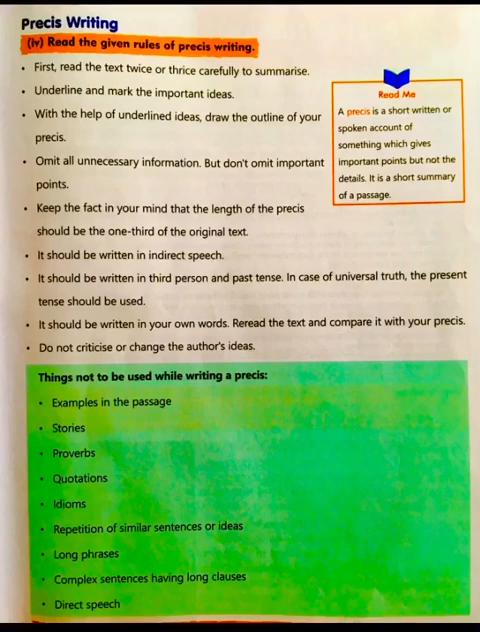 Precis Writing
(iv) Read the given rules of precis writing.
• First, read the text twice or thrice carefully to summarise.
• Underline and mark the important ideas.
• With the help of underlined ideas, draw the outline of your
precis.
• Omit all unnecessary information. But don't omit important
points.
• Keep the fact in your mind that the length of the precis
should be the one-third of the original text.
• It should be written in indirect speech.
• It should be written in third person and past tense. In case of universal truth, the present
tense should be used.
• It should be written in your own words. Reread the text and compare it with your precis.
• Do not criticise or change the author's ideas.
Read Me
A precis is a short written or
spoken account of
something which gives
important points but not the
details. It is a short summary
of a passage.
Things not to be used while writing a precis:
• Examples in the passage
• Stories
• Proverbs
• Quotations
• Idioms
• Repetition of similar sentences or ideas
• Long phrases
• Complex sentences having long clauses
• Direct speech